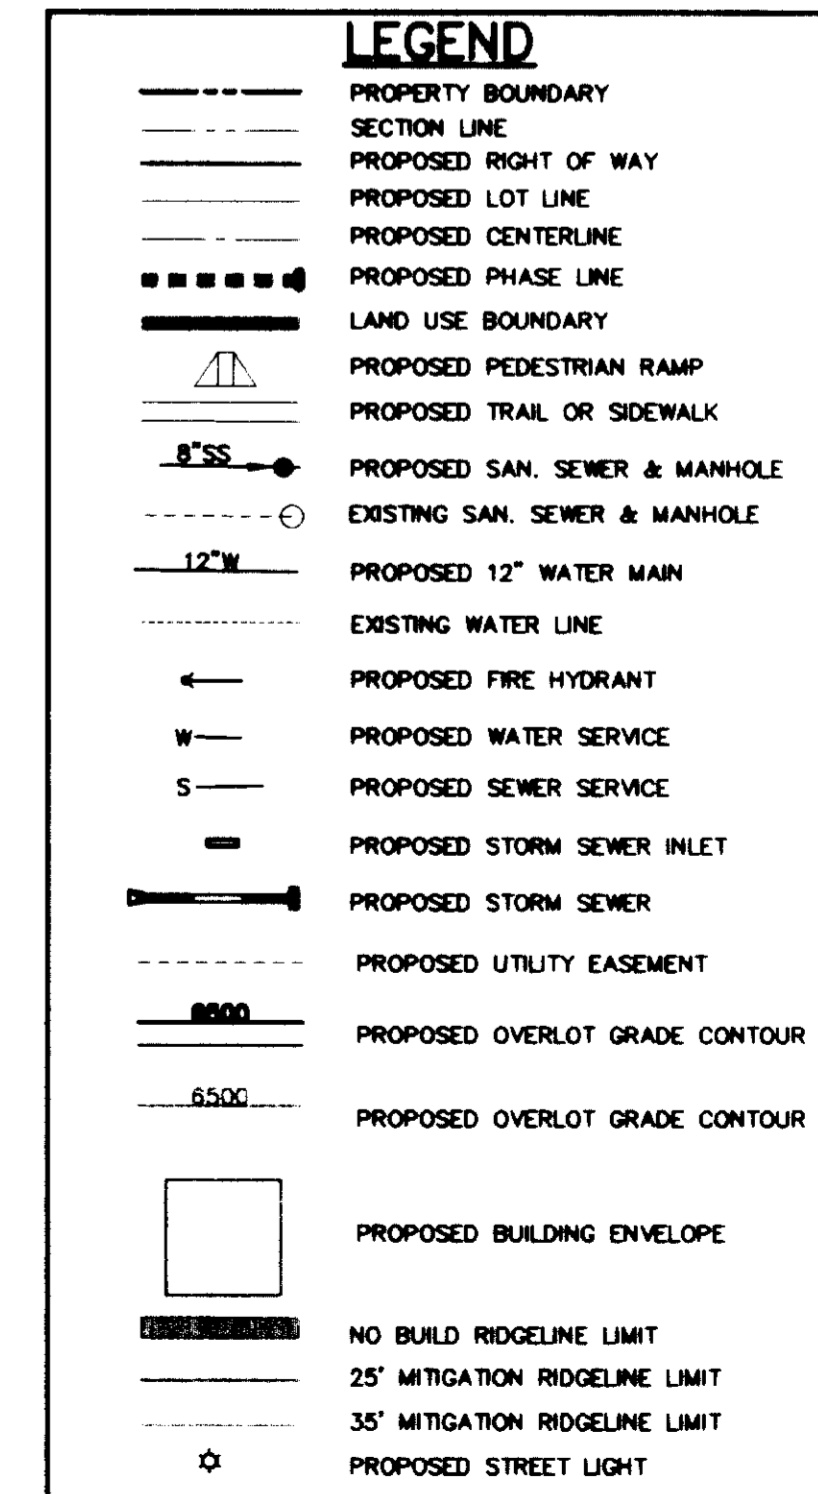 LEGEND
PROPERTY BOUNDARY
SECTION LINE
PROPOSED RIGHT OF WAY
PROPOSED LOT LINE
PROPOSED CENTERLINE
PROPOSED PHASE LINE
LAND USE BOUNDARY
PROPOSED PEDESTRIAN RAMP
PROPOSED TRAIL OR SIDEWALK
8"SS PROPOSED SAN. SEWER & MANHOLE
EXISTING SAN. SEWER & MANHOLE
12"W PROPOSED 12" WATER MAIN
EXISTING WATER LINE
PROPOSED FIRE HYDRANT
W PROPOSED WATER SERVICE
S PROPOSED SEWER SERVICE
PROPOSED STORM SEWER INLET
PROPOSED STORM SEWER
PROPOSED UTILITY EASEMENT
PROPOSED OVERLOT GRADE CONTOUR
6500 PROPOSED OVERLOT GRADE CONTOUR
PROPOSED BUILDING ENVELOPE
NO BUILD RIDGELINE LIMIT
25' MITIGATION RIDGELINE LIMIT
35' MITIGATION RIDGELINE LIMIT
PROPOSED STREET LIGHT